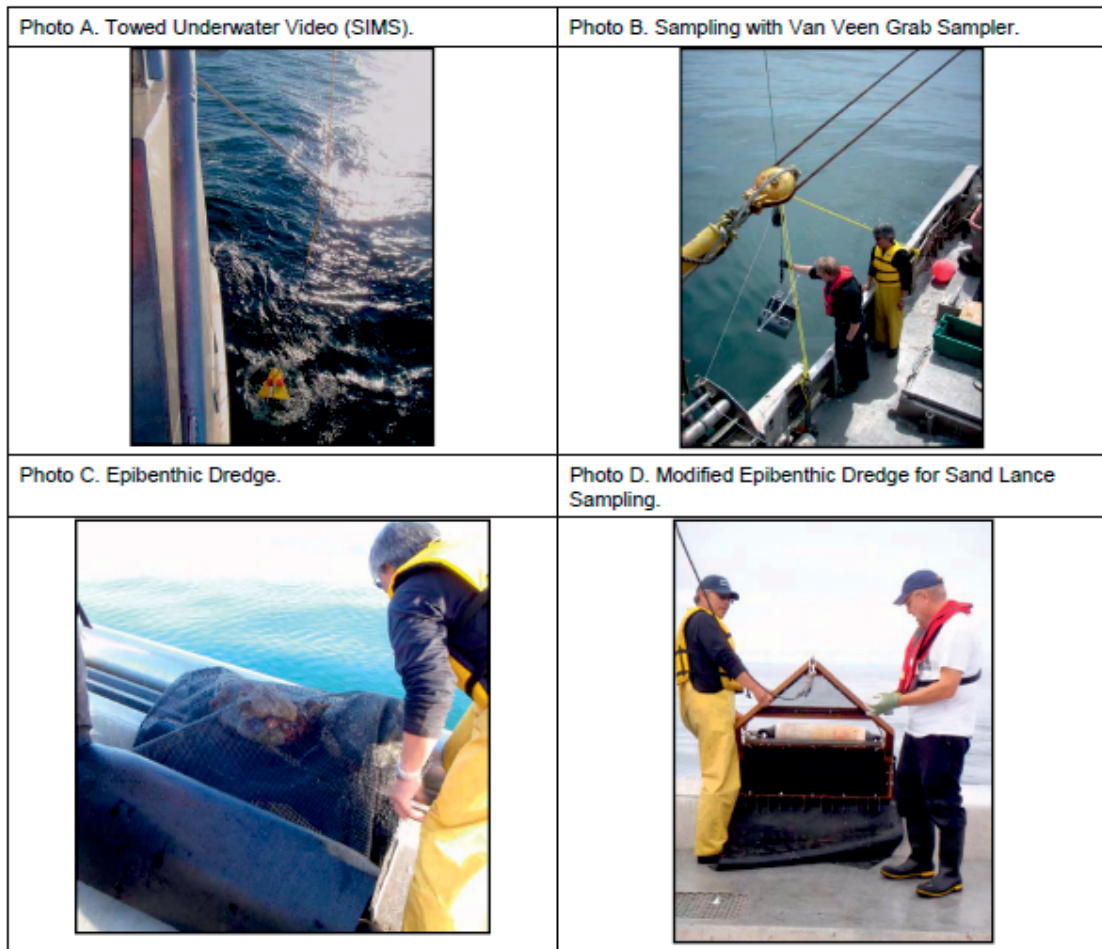 Photo A. Towed Underwater Video (SIMS).
Photo B. Sampling with Van Veen Grab Sampler.
Photo C. Epibenthic Dredge.
Photo D. Modified Epibenthic Dredge for Sand Lance
Sampling.